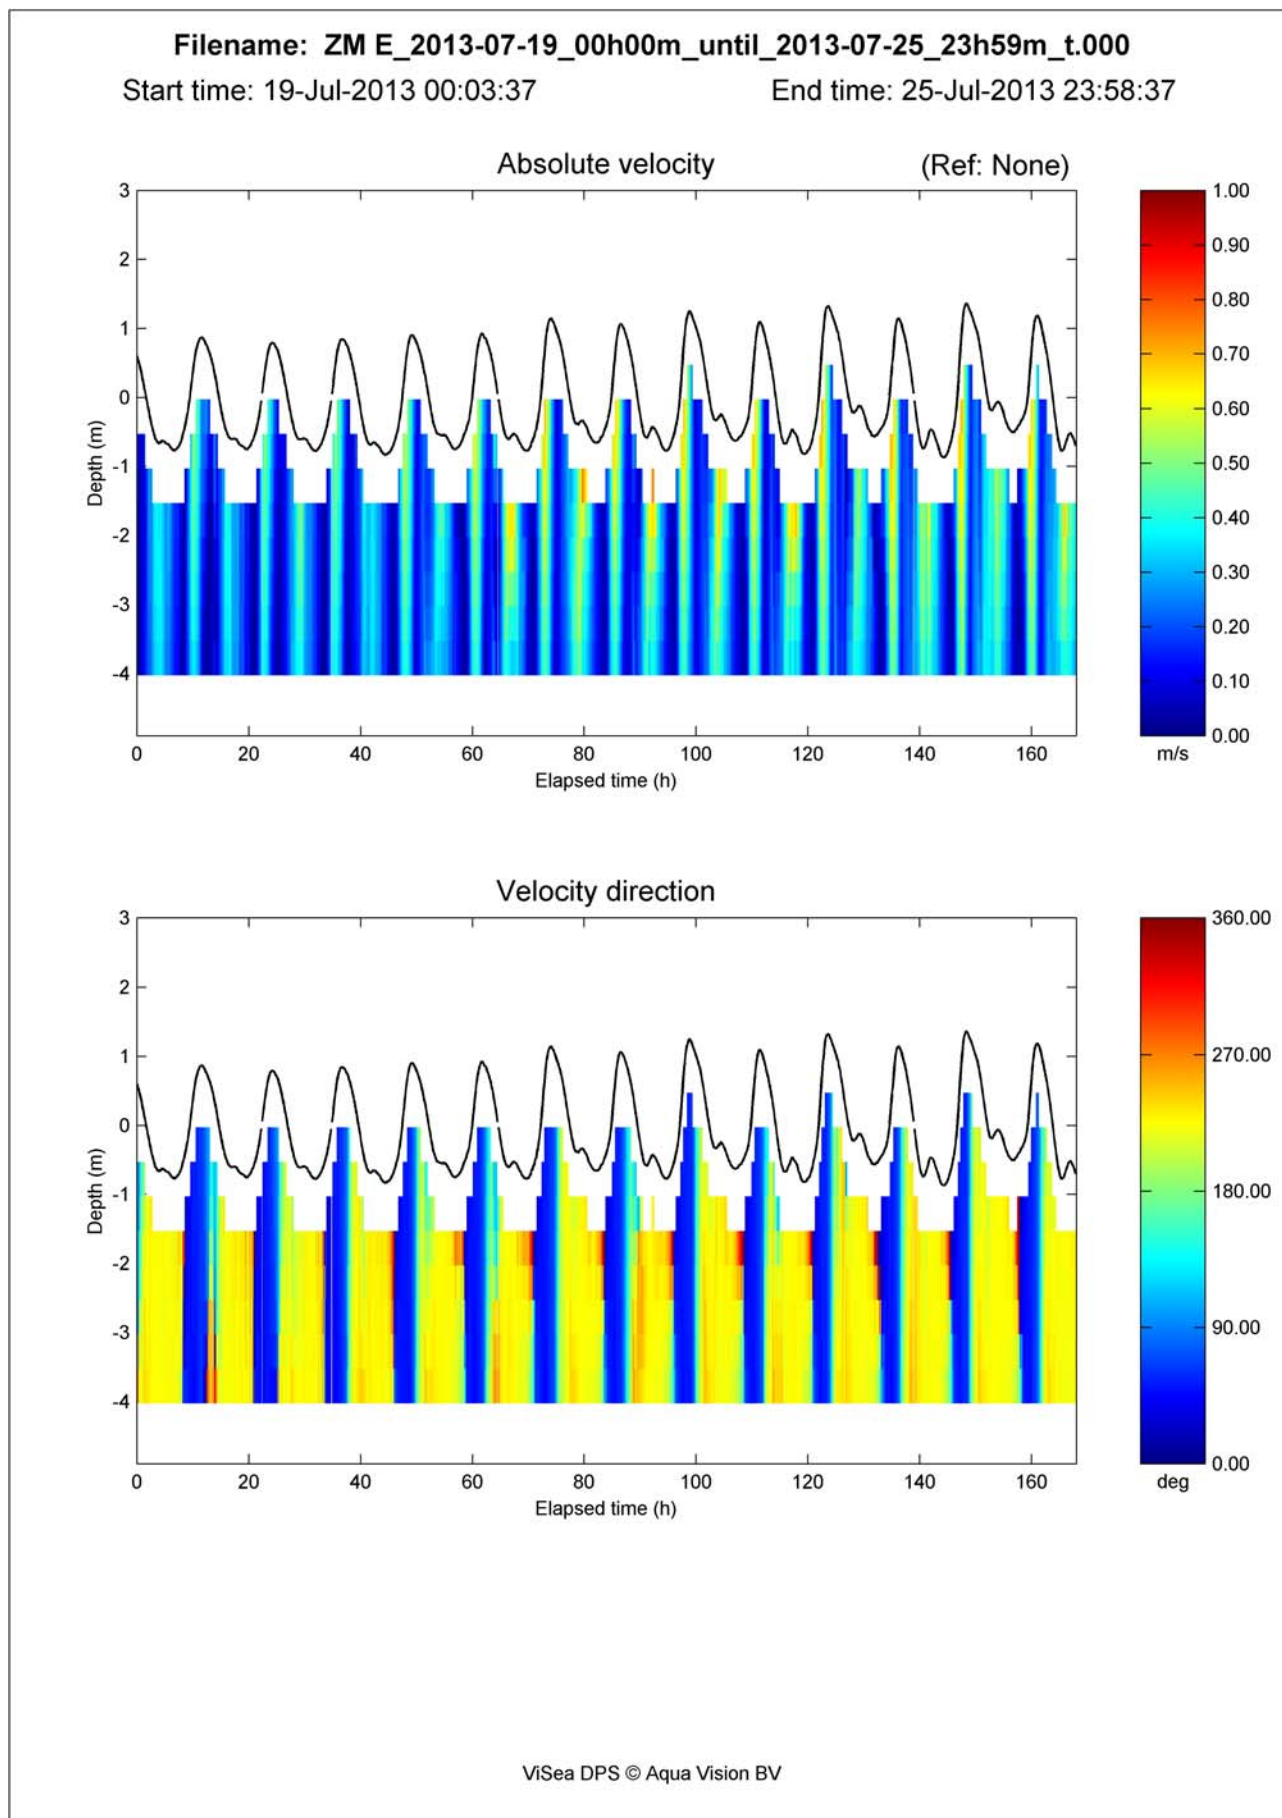 Filename: ZM E_2013-07-19_00h00m_until_2013-07-25_23h59m_t.000
Start time: 19-Jul-2013 00:03:37 End time: 25-Jul-2013 23:58:37
Absolute velocity (Ref: None)
3
2
1
0
-1
-2
-3
-4
Depth (m)
0 20 40 60 80 100 120 140 160
Elapsed time (h)
1.00
0.90
0.80
0.70
0.60
0.50
0.40
0.30
0.20
0.10
0.00
m/s
Velocity direction
3
2
1
0
-1
-2
-3
-4
Depth (m)
0 20 40 60 80 100 120 140 160
Elapsed time (h)
360.00
270.00
180.00
90.00
0.00
deg
ViSea DPS © Aqua Vision BV